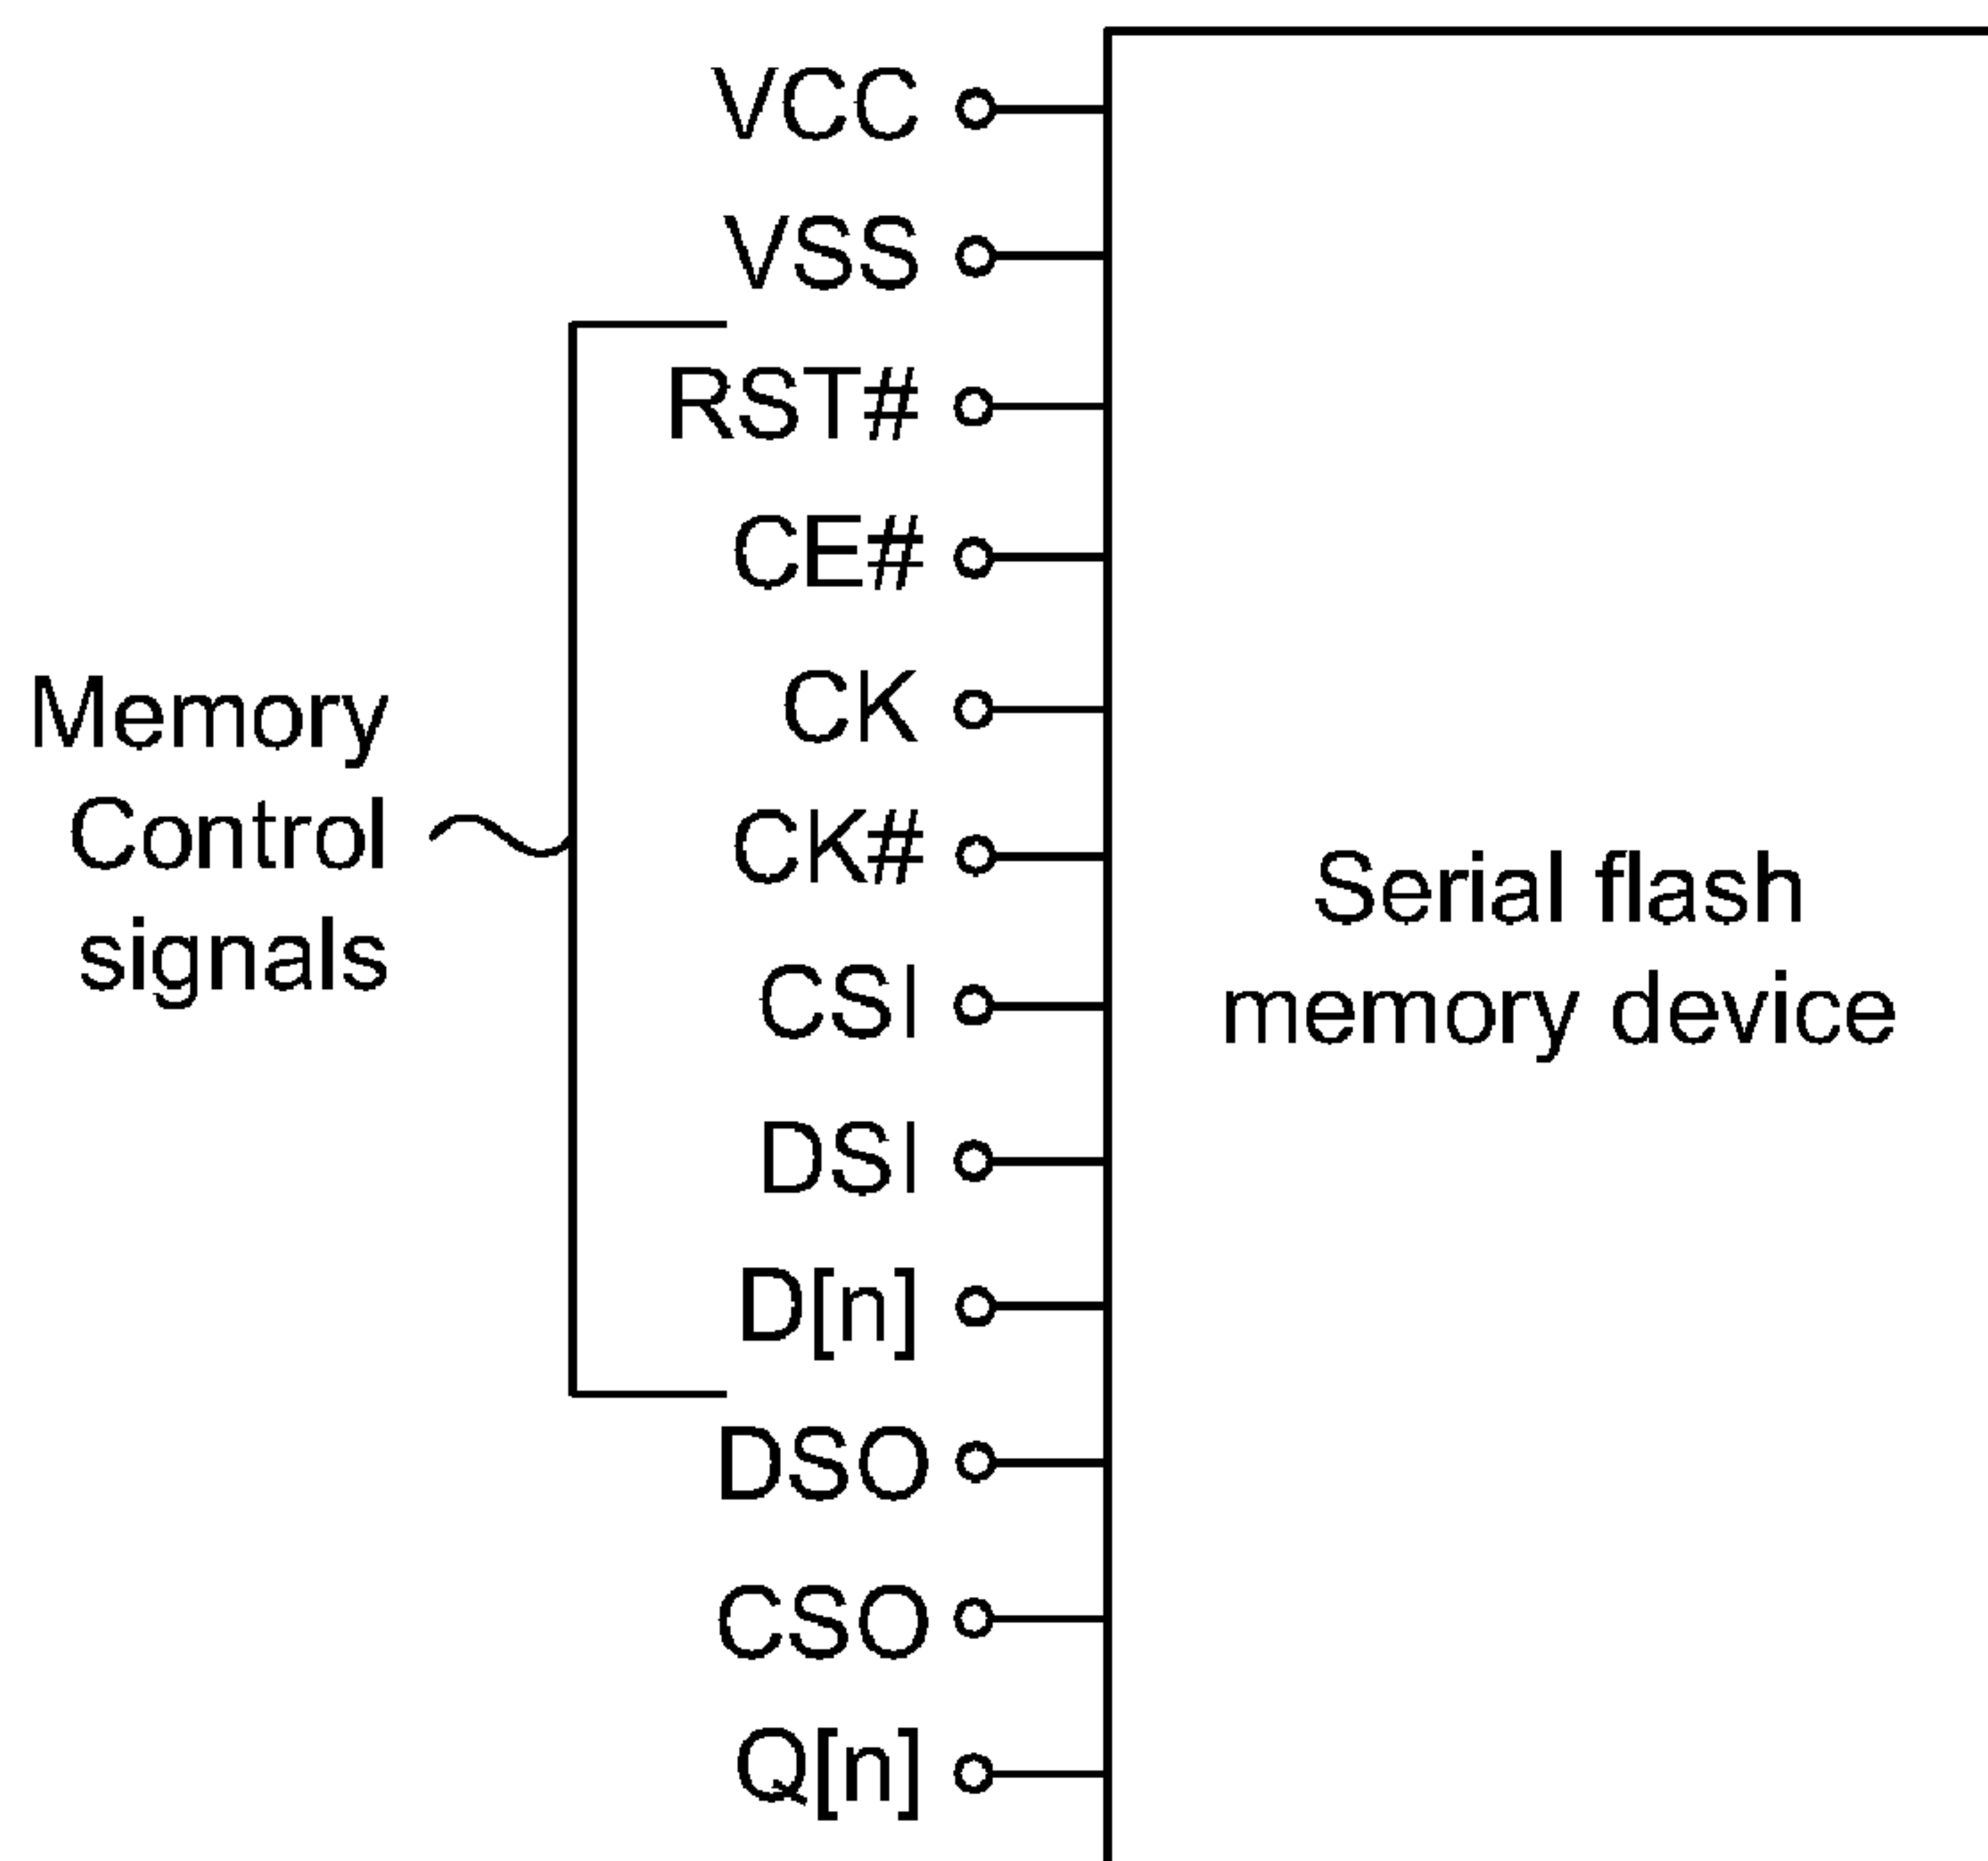 VCC
VSS
RST#
CE#
CK
CK#
CSI
DSI
D[n]
DSO
CSO
Q[n]
Memory
Control
signals
Serial flash
memory device